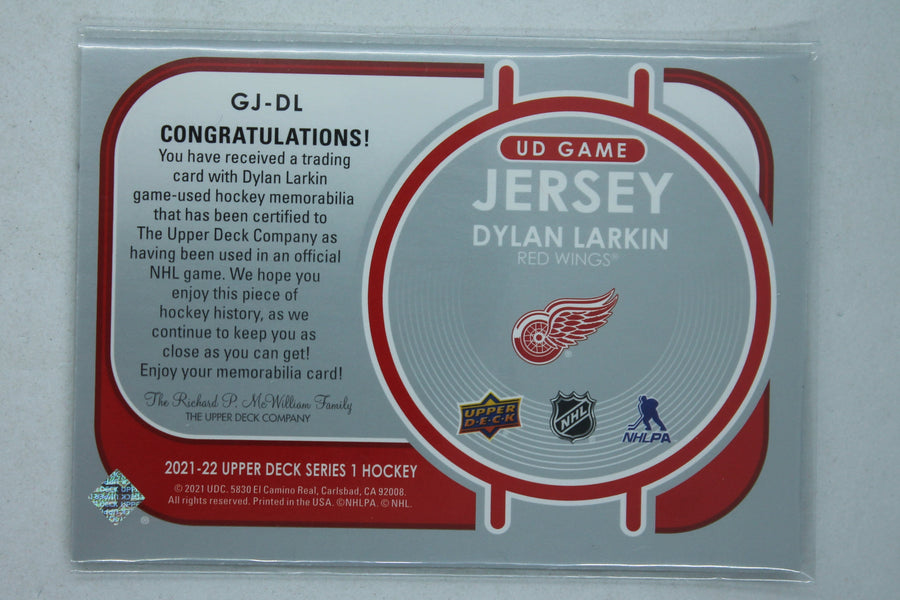 GJ-DL
CONGRATULATIONS!
You have received a trading
card with Dylan Larkin
game-used hockey memorabilia
that has been certified to
The Upper Deck Company as
having been used in an official
NHL game. We hope you
enjoy this piece of
hockey history, as we
continue to keep you as
close as you can get!
Enjoy your memorabilia card!
The Richard P. McWilliam Family
THE UPPER DECK COMPANY
2021-22 UPPER DECK SERIES 1 HOCKEY
© 2021 UDC. 5830 El Camino Real, Carlsbad, CA 92008.
All rights reserved. Printed in the USA. ©NHLPA. © NHL.
UD GAME
JERSEY
DYLAN LARKIN
RED WINGS®
®
UPPER
D·E·C·K
NHL
NHLPA
®